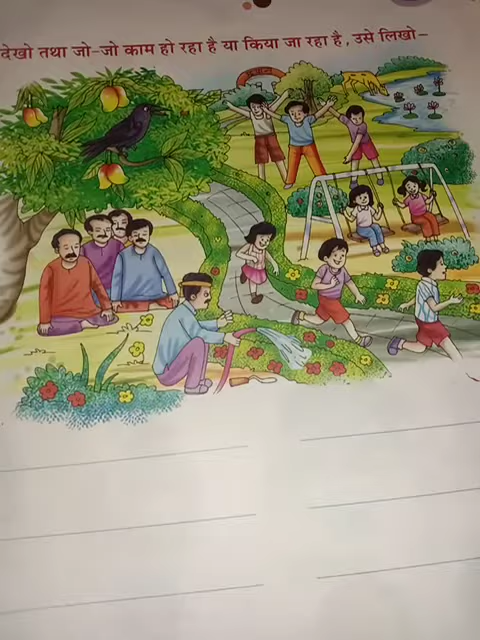 देखो तथा जो-जो काम हो रहा है या किया जा रहा है, उसे लिखो-